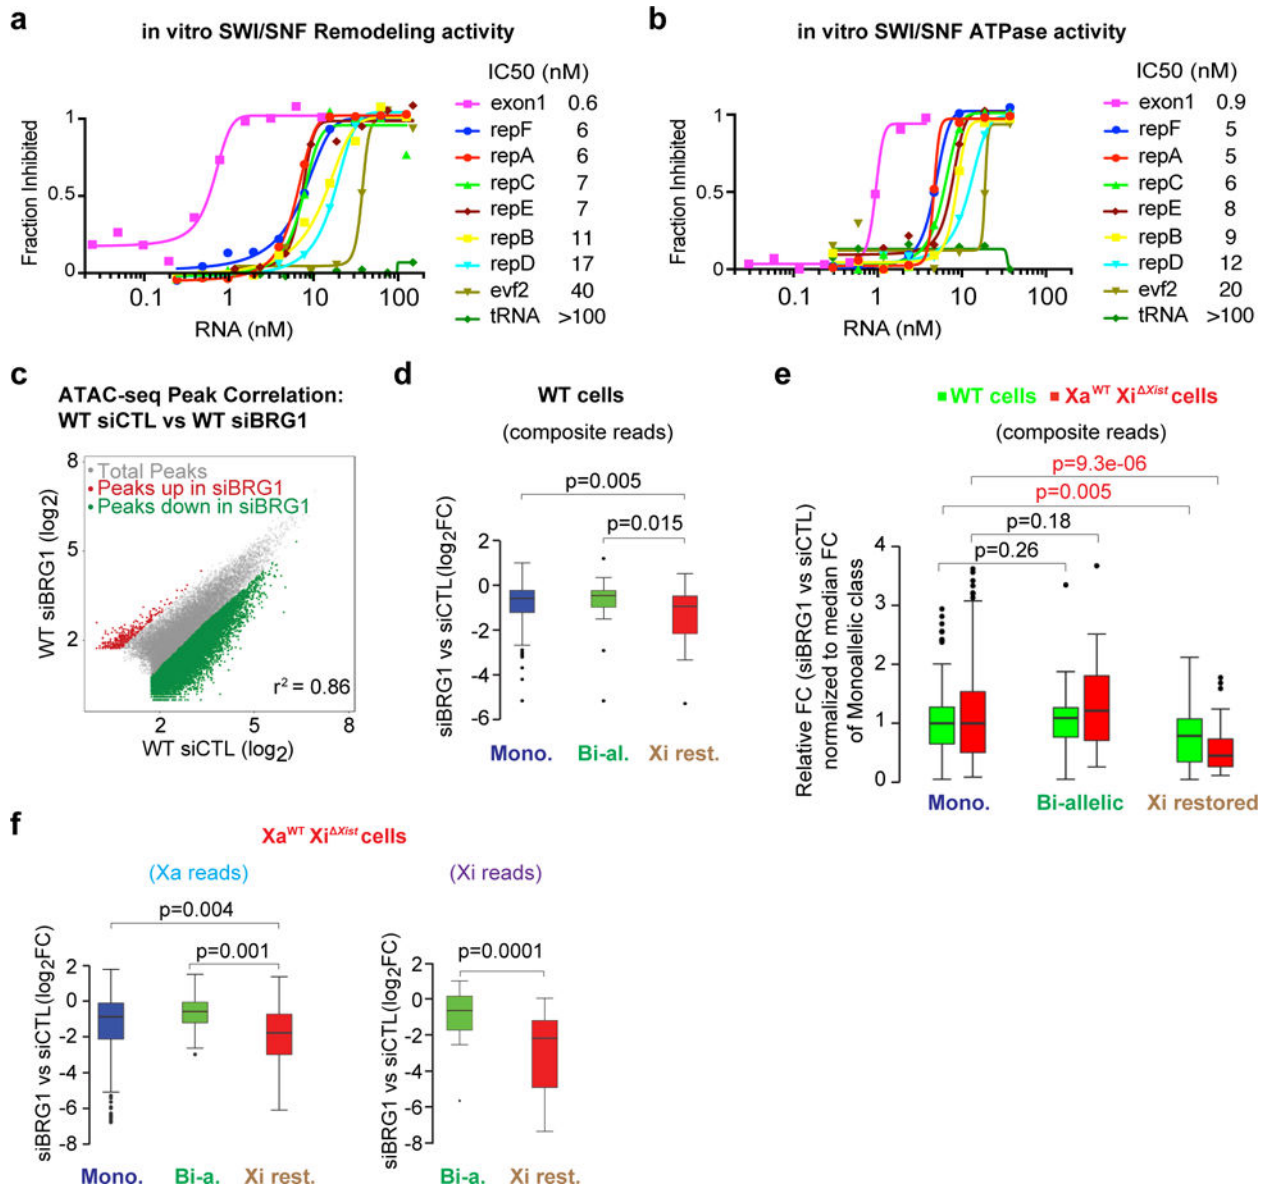 a
in vitro SWI/SNF Remodeling activity
IC50 (nM)
exon1 0.6
repF 6
repA 6
repC 7
repE 7
repB 11
repD 17
evf2 40
tRNA >100
Fraction Inhibited
1
0.5
0
0.1 1 10 100
RNA (nM)
b
in vitro SWI/SNF ATPase activity
IC50 (nM)
exon1 0.9
repF 5
repA 5
repC 6
repE 8
repB 9
repD 12
evf2 20
tRNA >100
Fraction Inhibited
1
0.5
0
0.1 1 10 100
RNA (nM)
c
ATAC-seq Peak Correlation:
WT siCTL vs WT siBRG1
Total Peaks
Peaks up in siBRG1
Peaks down in siBRG1
WT siBRG1 (log2)
8
5
2
r2 = 0.86
2 5 8
WT siCTL (log2)
d
WT cells
(composite reads)
p=0.005
p=0.015
siBRG1 vs siCTL(log2FC)
2
0
-2
-4
-6
Mono. Bi-al. Xi rest.
e
WT cells XaWT XiΔXist cells
(composite reads)
p=9.3e-06
p=0.005
p=0.18
p=0.26
Relative FC (siBRG1 vs siCTL)
normalized to median FC
of Monoallelic class
4
3
2
1
0
Mono. Bi-allelic Xi restored
f
XaWT XiΔXist cells
(Xa reads)
p=0.004
p=0.001
siBRG1 vs siCTL(log2FC)
2
0
-2
-4
-6
-8
Mono. Bi-a. Xi rest.
(Xi reads)
p=0.0001
siBRG1 vs siCTL(log2FC)
2
0
-2
-4
-6
-8
Bi-a. Xi rest.